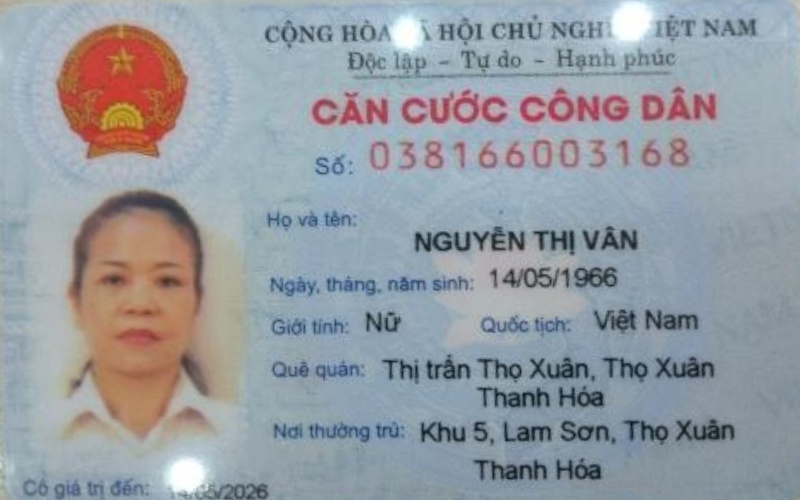 CỘNG HÒA XÃ HỘI CHỦ NGHĨA VIỆT NAM
Độc lập - Tự do - Hạnh phúc
CĂN CƯỚC CÔNG DÂN
Số: 038166003168
Họ và tên:
NGUYỄN THỊ VÂN
Ngày, tháng, năm sinh: 14/05/1966
Giới tính: Nữ Quốc tịch: Việt Nam
Quê quán: Thị trấn Thọ Xuân, Thọ Xuân
Thanh Hóa
Nơi thường trú: Khu 5, Lam Sơn, Thọ Xuân
Thanh Hóa
Có giá trị đến: 14/05/2026